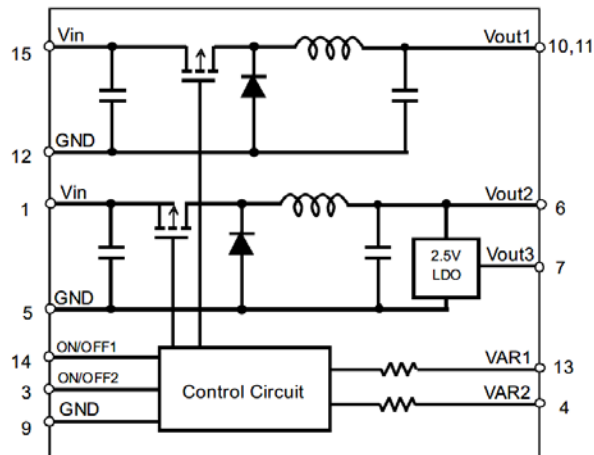 15 Vin Vout1 10,11
12 GND
1 Vin Vout2 6
2.5V Vout3 7
LDO
5 GND
14 ON/OFF1 VAR1 13
3 ON/OFF2 Control Circuit VAR2 4
9 GND